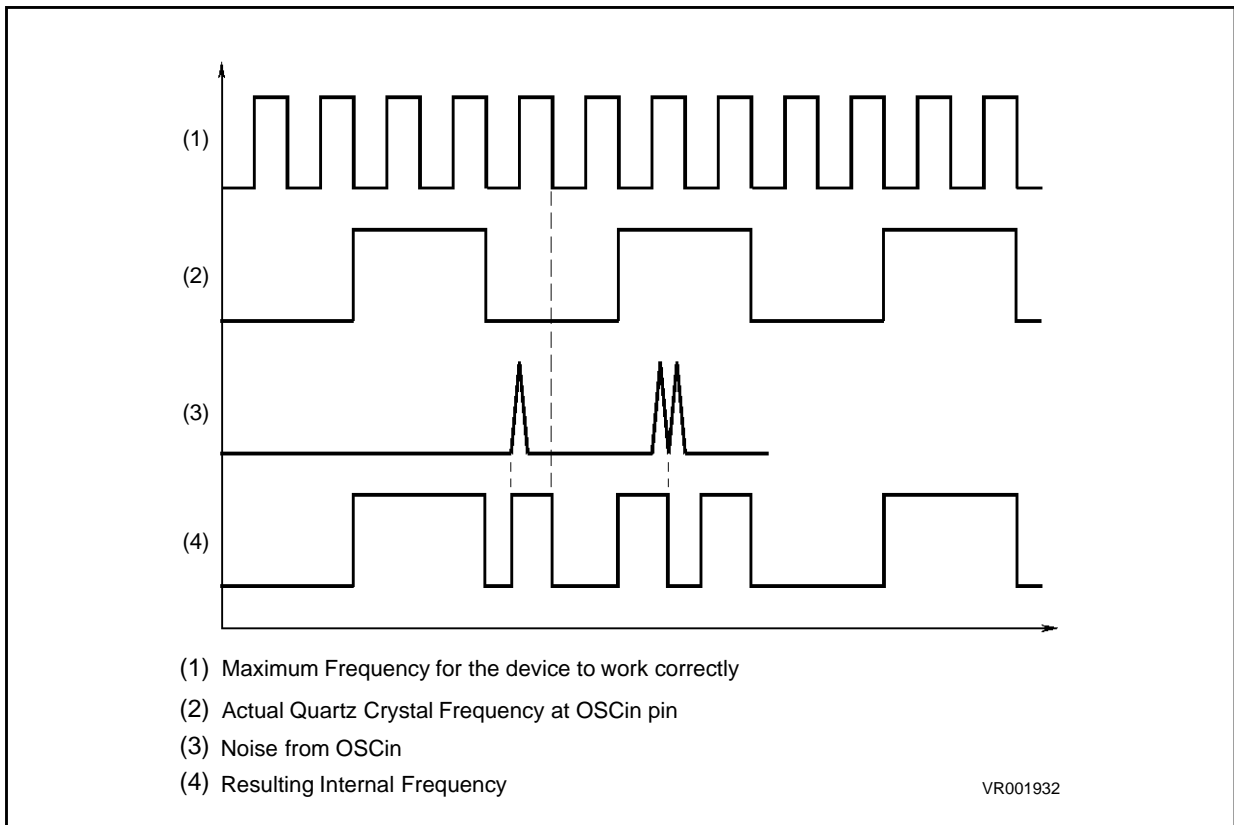 (1)
(2)
(3)
(4)
(1) Maximum Frequency for the device to work correctly
(2) Actual Quartz Crystal Frequency at OSCin pin
(3) Noise from OSCin
(4) Resulting Internal Frequency
VR001932